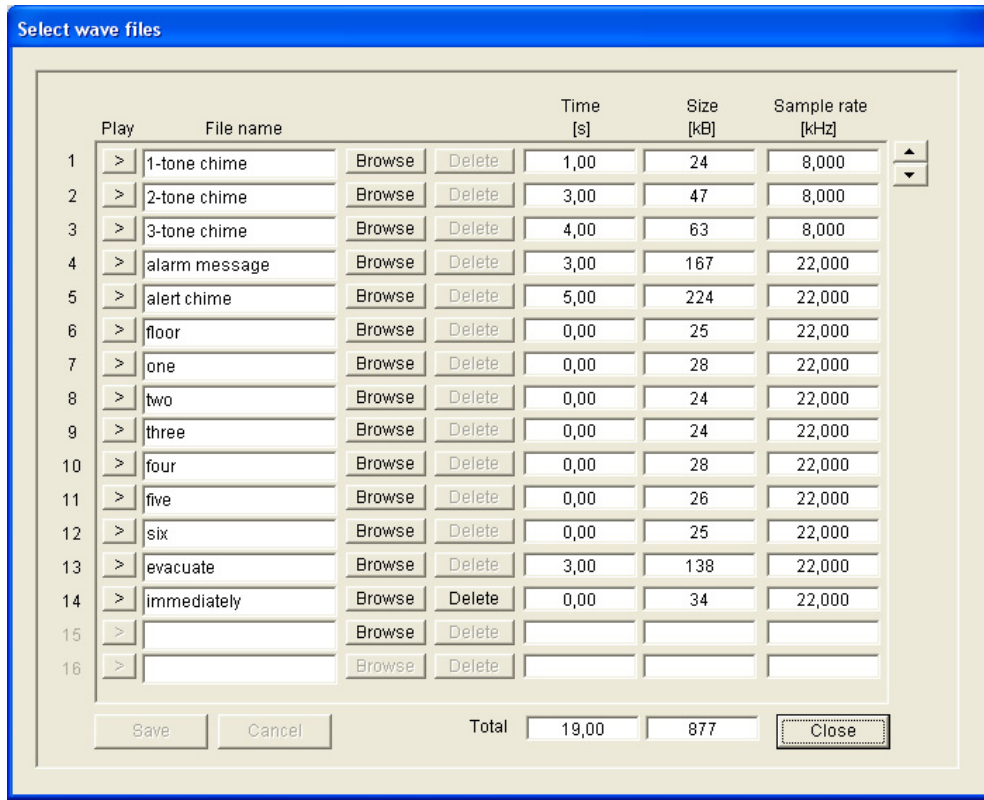 Select wave files
Time Size Sample rate
Play File name [s] [kB] [kHz]
1 > 1-tone chime Browse Delete 1,00 24 8,000
2 > 2-tone chime Browse Delete 3,00 47 8,000
3 > 3-tone chime Browse Delete 4,00 63 8,000
4 > alarm message Browse Delete 3,00 167 22,000
5 > alert chime Browse Delete 5,00 224 22,000
6 > floor Browse Delete 0,00 25 22,000
7 > one Browse Delete 0,00 28 22,000
8 > two Browse Delete 0,00 24 22,000
9 > three Browse Delete 0,00 24 22,000
10 > four Browse Delete 0,00 28 22,000
11 > five Browse Delete 0,00 26 22,000
12 > six Browse Delete 0,00 25 22,000
13 > evacuate Browse Delete 3,00 138 22,000
14 > immediately Browse Delete 0,00 34 22,000
15 > Browse Delete
16 > Browse Delete
Save Cancel Total 19,00 877 Close